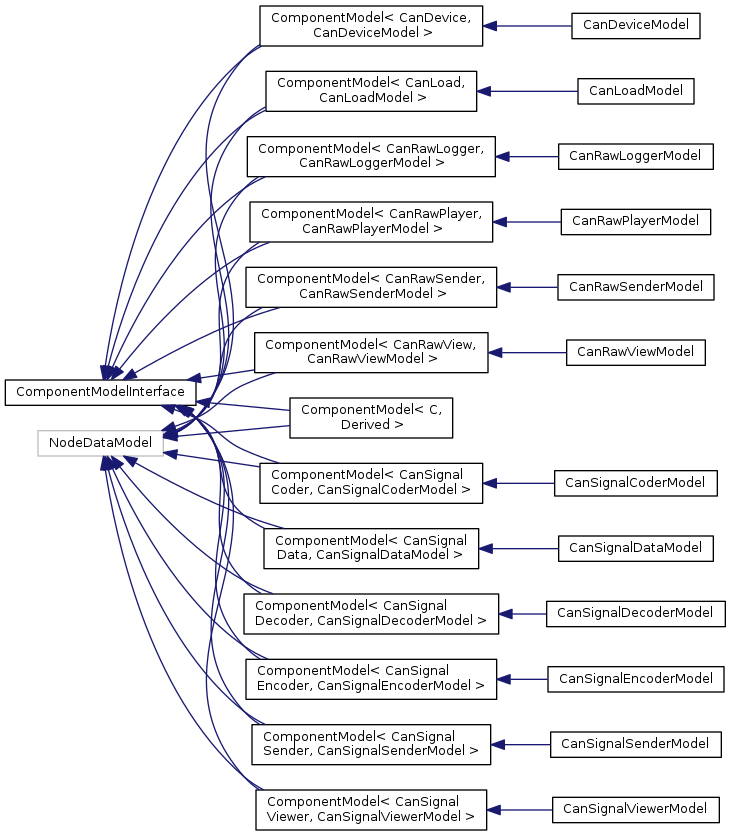 ComponentModel< CanDevice,
CanDeviceModel >
CanDeviceModel
ComponentModel< CanLoad,
CanLoadModel >
CanLoadModel
ComponentModel< CanRawLogger,
CanRawLoggerModel >
CanRawLoggerModel
ComponentModel< CanRawPlayer,
CanRawPlayerModel >
CanRawPlayerModel
ComponentModel< CanRawSender,
CanRawSenderModel >
CanRawSenderModel
ComponentModel< CanRawView,
CanRawViewModel >
CanRawViewModel
ComponentModelInterface
ComponentModel< C,
Derived >
NodeDataModel
ComponentModel< CanSignal
Coder, CanSignalCoderModel >
CanSignalCoderModel
ComponentModel< CanSignal
Data, CanSignalDataModel >
CanSignalDataModel
ComponentModel< CanSignal
Decoder, CanSignalDecoderModel >
CanSignalDecoderModel
ComponentModel< CanSignal
Encoder, CanSignalEncoderModel >
CanSignalEncoderModel
ComponentModel< CanSignal
Sender, CanSignalSenderModel >
CanSignalSenderModel
ComponentModel< CanSignal
Viewer, CanSignalViewerModel >
CanSignalViewerModel